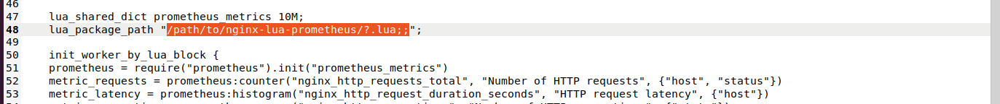 46
47 lua_shared_dict prometheus_metrics 10M;
48 lua_package_path "/path/to/nginx-lua-prometheus/?.lua;;";
49
50 init_worker_by_lua_block {
51 prometheus = require("prometheus").init("prometheus_metrics")
52 metric_requests = prometheus:counter("nginx_http_requests_total", "Number of HTTP requests", {"host", "status"})
53 metric_latency = prometheus:histogram("nginx_http_request_duration_seconds", "HTTP request latency", {"host"})